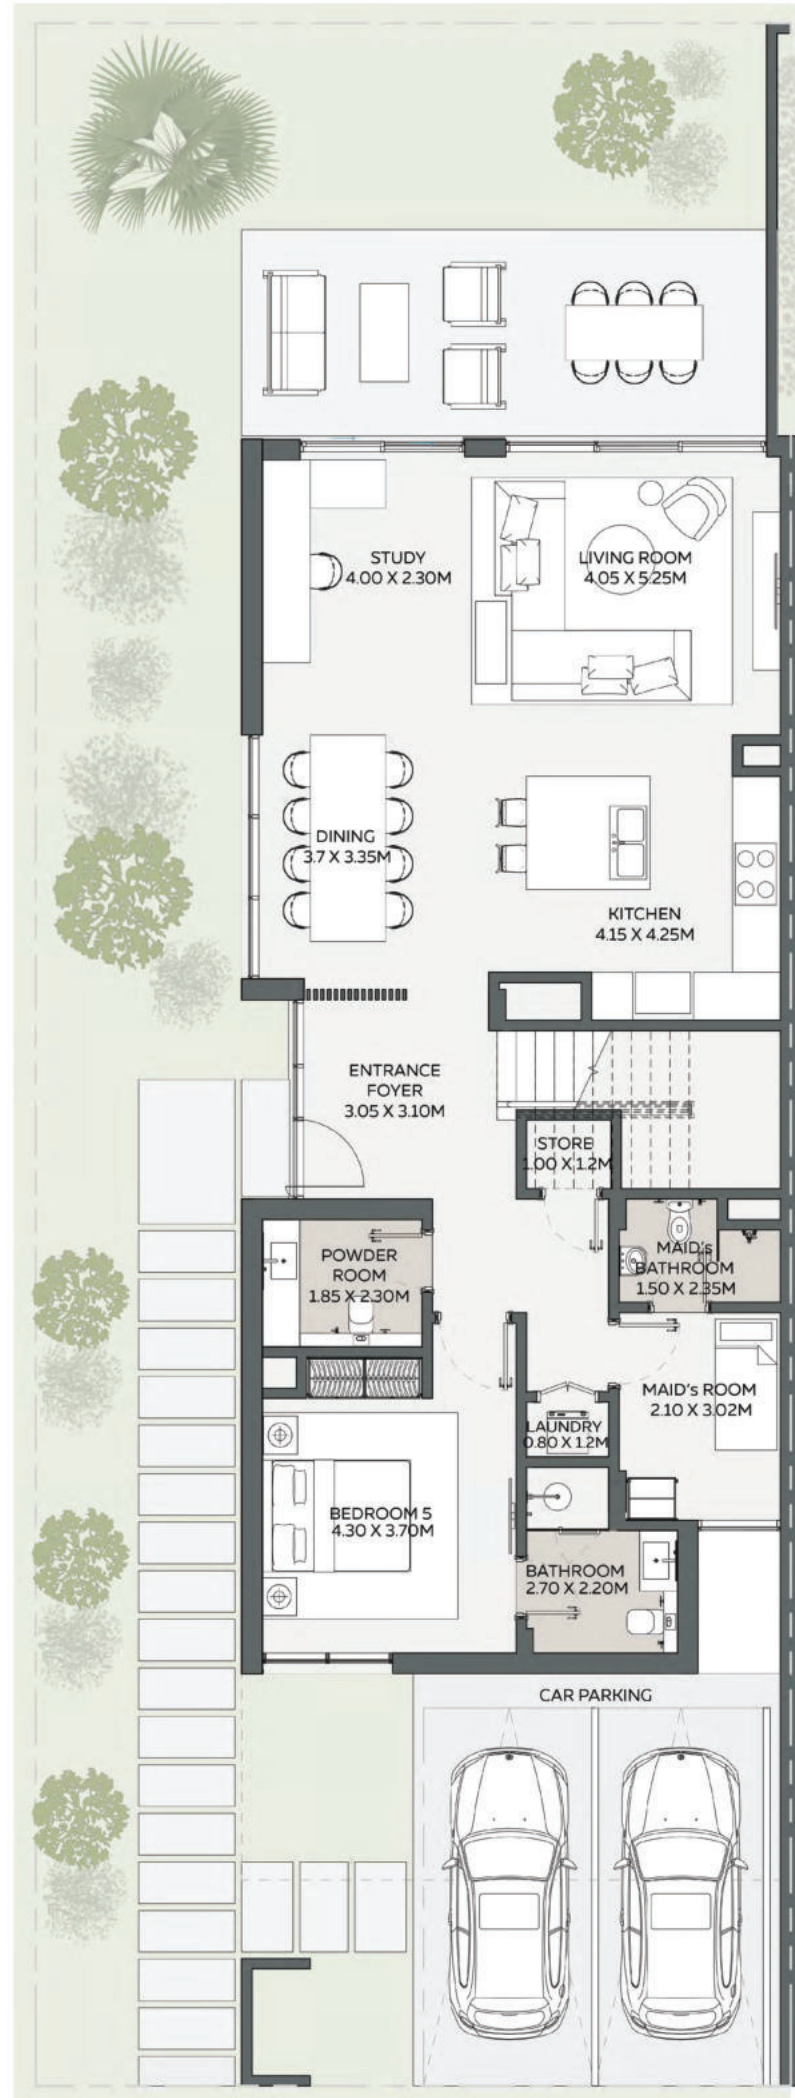 STUDY
4.00 X 2.30M
LIVING ROOM
4.05 X 5.25M
DINING
3.7 X 3.35M
KITCHEN
4.15 X 4.25M
ENTRANCE
FOYER
3.05 X 3.10M
STORE
1.00 X 1.2M
POWDER
ROOM
1.85 X 2.30M
MAID's
BATHROOM
1.50 X 2.35M
MAID's ROOM
2.10 X 3.02M
LAUNDRY
0.80 X 1.2M
BEDROOM 5
4.30 X 3.70M
BATHROOM
2.70 X 2.20M
CAR PARKING